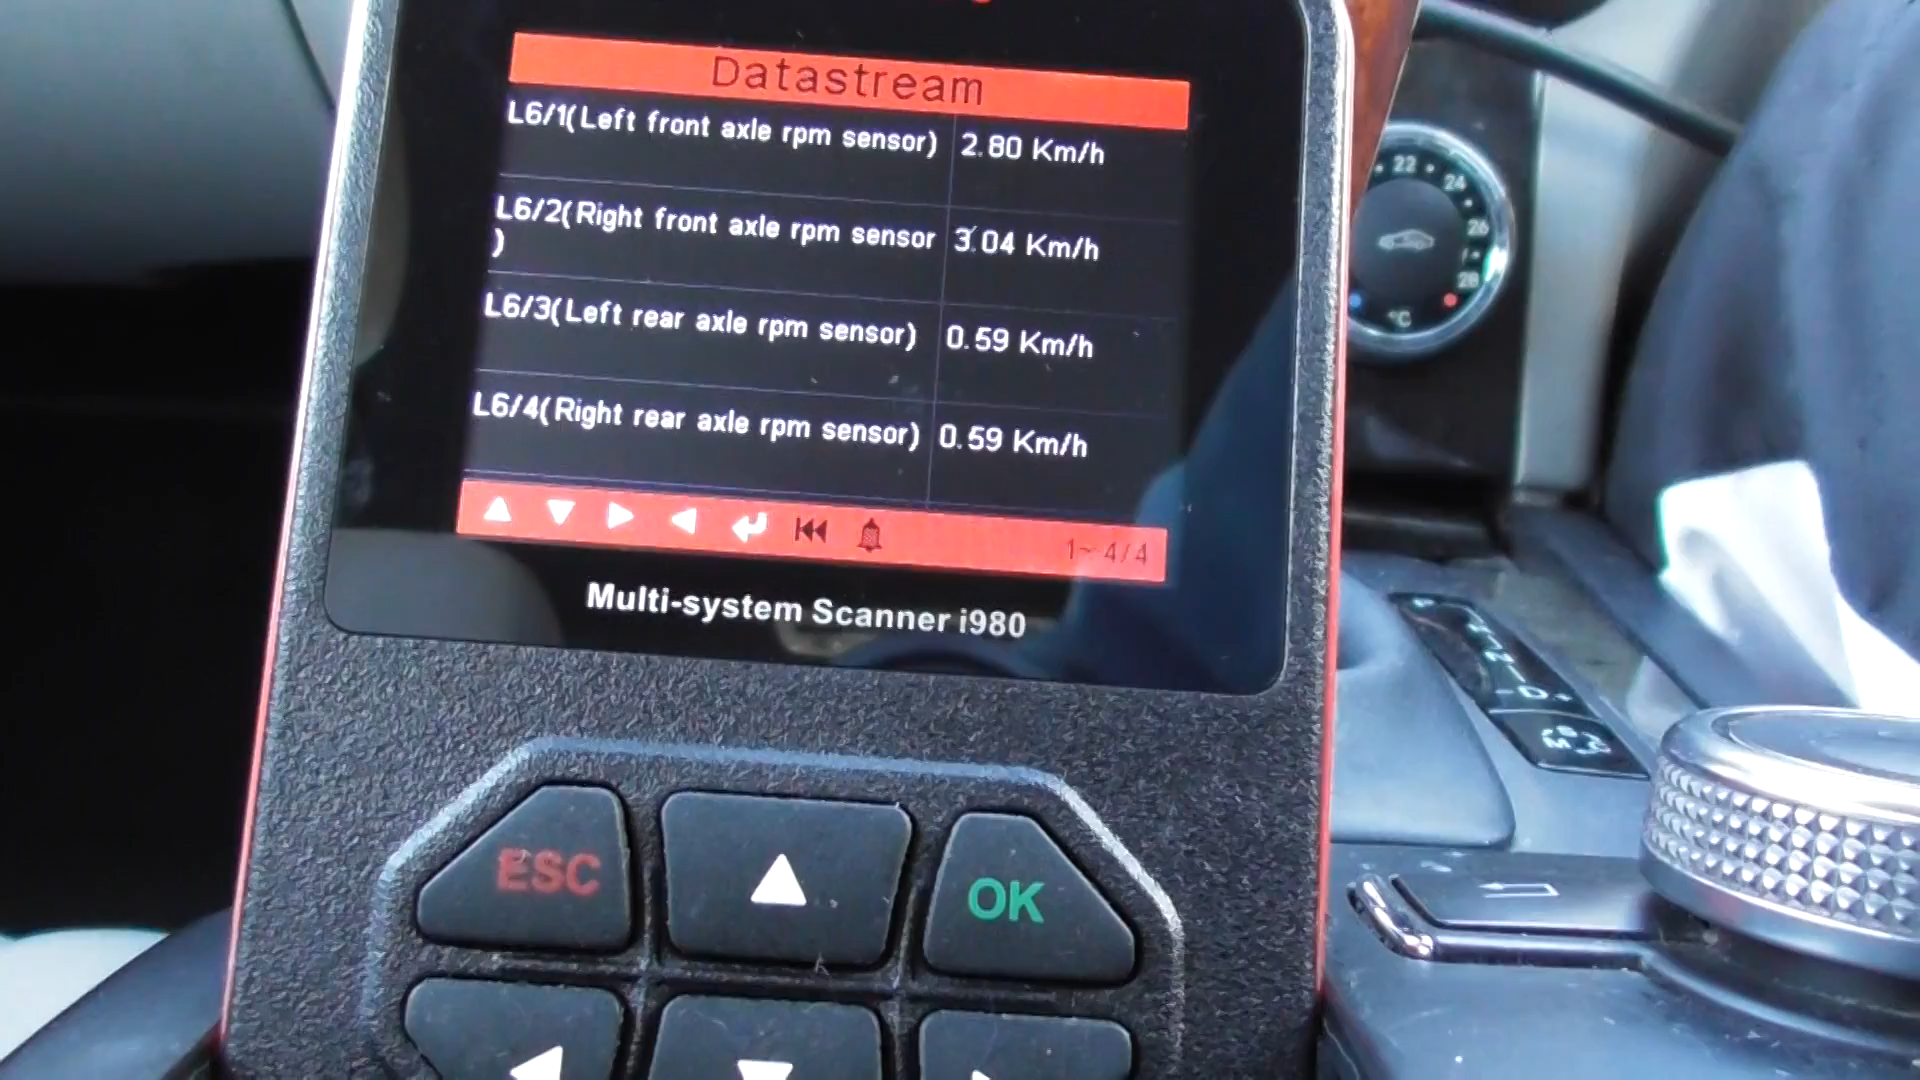 Datastream
L6/1(Left front axle rpm sensor) 2.80 Km/h
L6/2(Right front axle rpm sensor 3.04 Km/h
)
L6/3(Left rear axle rpm sensor) 0.59 Km/h
L6/4(Right rear axle rpm sensor) 0.59 Km/h
1~ 4/4
Multi-system Scanner i980
ESC
OK
22
24
26
28
°C
N
-D+
M